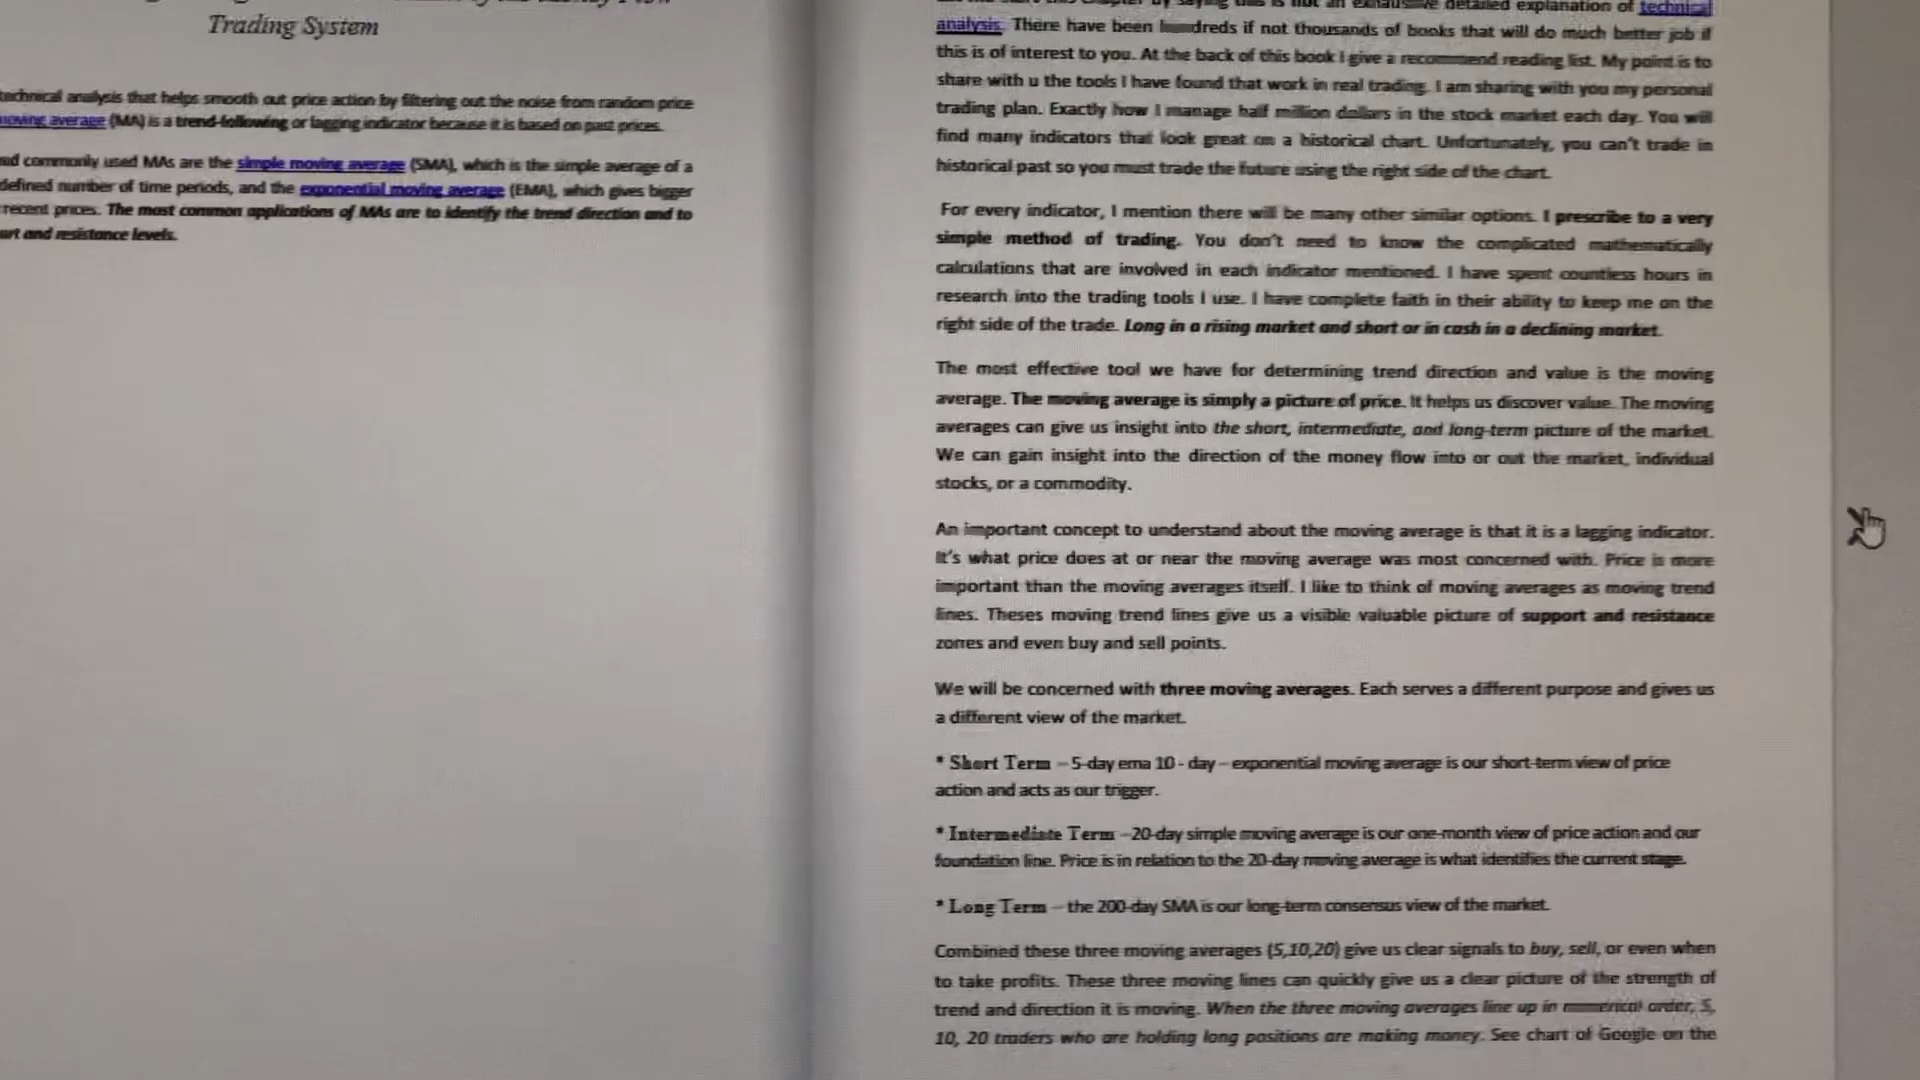 Trading System
technical analysis that helps smooth out price action by filtering out the noise from random price
moving average (MA) is a trend-following or lagging indicator because it is based on past prices.
commonly used MAs are the simple moving average (SMA), which is the simple average of a
defined number of time periods, and the exponential moving average (EMA), which gives bigger
recent prices. The most common applications of MAs are to identify the trend direction and to
and resistance levels.
detailed explanation of technical
analysis. There have been hundreds if not thousands of books that will do much better job if
this is of interest to you. At the back of this book I give a recommend reading list. My point is to
share with u the tools I have found that work in real trading. I am sharing with you my personal
trading plan. Exactly how I manage half million dollars in the stock market each day. You will
find many indicators that look great on a historical chart. Unfortunately, you can't trade in
historical past so you must trade the future using the right side of the chart.
For every indicator, I mention there will be many other similar options. I prescribe to a very
simple method of trading. You don't need to know the complicated mathematically
calculations that are involved in each indicator mentioned. I have spent countless hours in
research into the trading tools I use. I have complete faith in their ability to keep me on the
right side of the trade. Long in a rising market and short or in cash in a declining market.
The most effective tool we have for determining trend direction and value is the moving
average. The moving average is simply a picture of price. It helps us discover value. The moving
averages can give us insight into the short, intermediate, and long-term picture of the market.
We can gain insight into the direction of the money flow into or out the market, individual
stocks, or a commodity.
An important concept to understand about the moving average is that it is a lagging indicator.
It's what price does at or near the moving average was most concerned with. Price is more
important than the moving averages itself. I like to think of moving averages as moving trend
lines. Theses moving trend lines give us a visible valuable picture of support and resistance
zones and even buy and sell points.
We will be concerned with three moving averages. Each serves a different purpose and gives us
a different view of the market.
* Short Term – 5-day ema 10 - day – exponential moving average is our short-term view of price
action and acts as our trigger.
* Intermediate Term –20-day simple moving average is our one-month view of price action and our
foundation line. Price is in relation to the 20-day moving average is what identifies the current stage.
* Long Term – the 200-day SMA is our long-term consensus view of the market.
Combined these three moving averages (5,10,20) give us clear signals to buy, sell, or even when
to take profits. These three moving lines can quickly give us a clear picture of the strength of
trend and direction it is moving. When the three moving averages line up in numerical order, 5,
10, 20 traders who are holding long positions are making money. See chart of Google on the